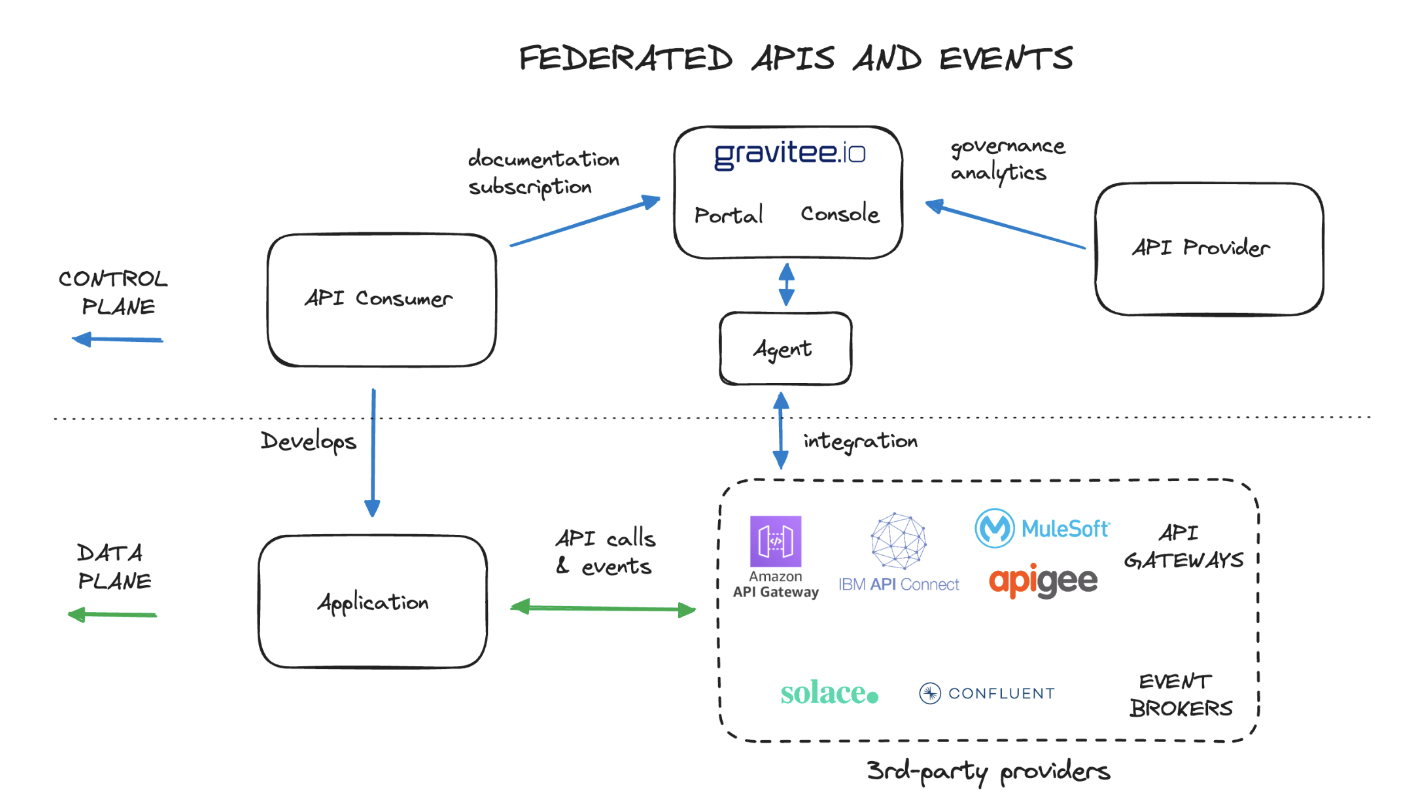 FEDERATED APIS AND EVENTS
documentation
subscription
gravitee.io
Portal
Console
governance
analytics
API Provider
CONTROL
PLANE
API Consumer
Agent
Develops
integration
DATA
PLANE
Application
API calls
& events
Amazon
API Gateway
IBM API Connect
MuleSoft
apigee
API
GATEWAYS
solace.
CONFLUENT
EVENT
BROKERS
3rd-party providers